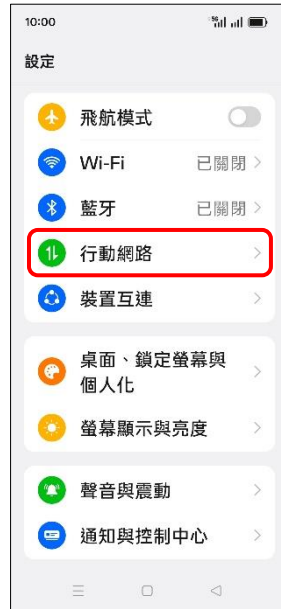 10:00
5G
設定
飛航模式
Wi-Fi 已關閉
藍牙 已關閉
行動網路
裝置互連
桌面、鎖定螢幕與
個人化
螢幕顯示與亮度
聲音與震動
通知與控制中心